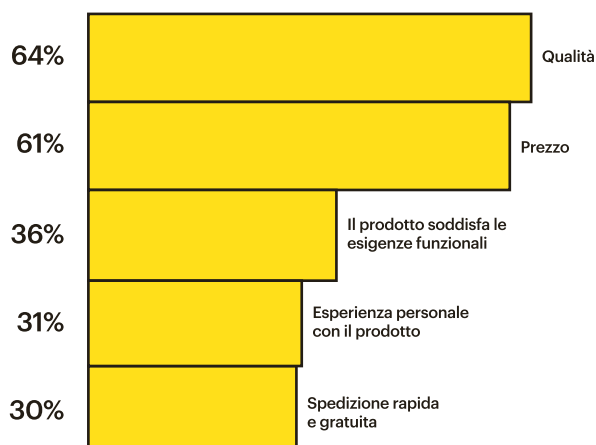 64%
Qualità
61%
Prezzo
36%
Il prodotto soddisfa le
esigenze funzionali
31%
Esperienza personale
con il prodotto
30%
Spedizione rapida
e gratuita